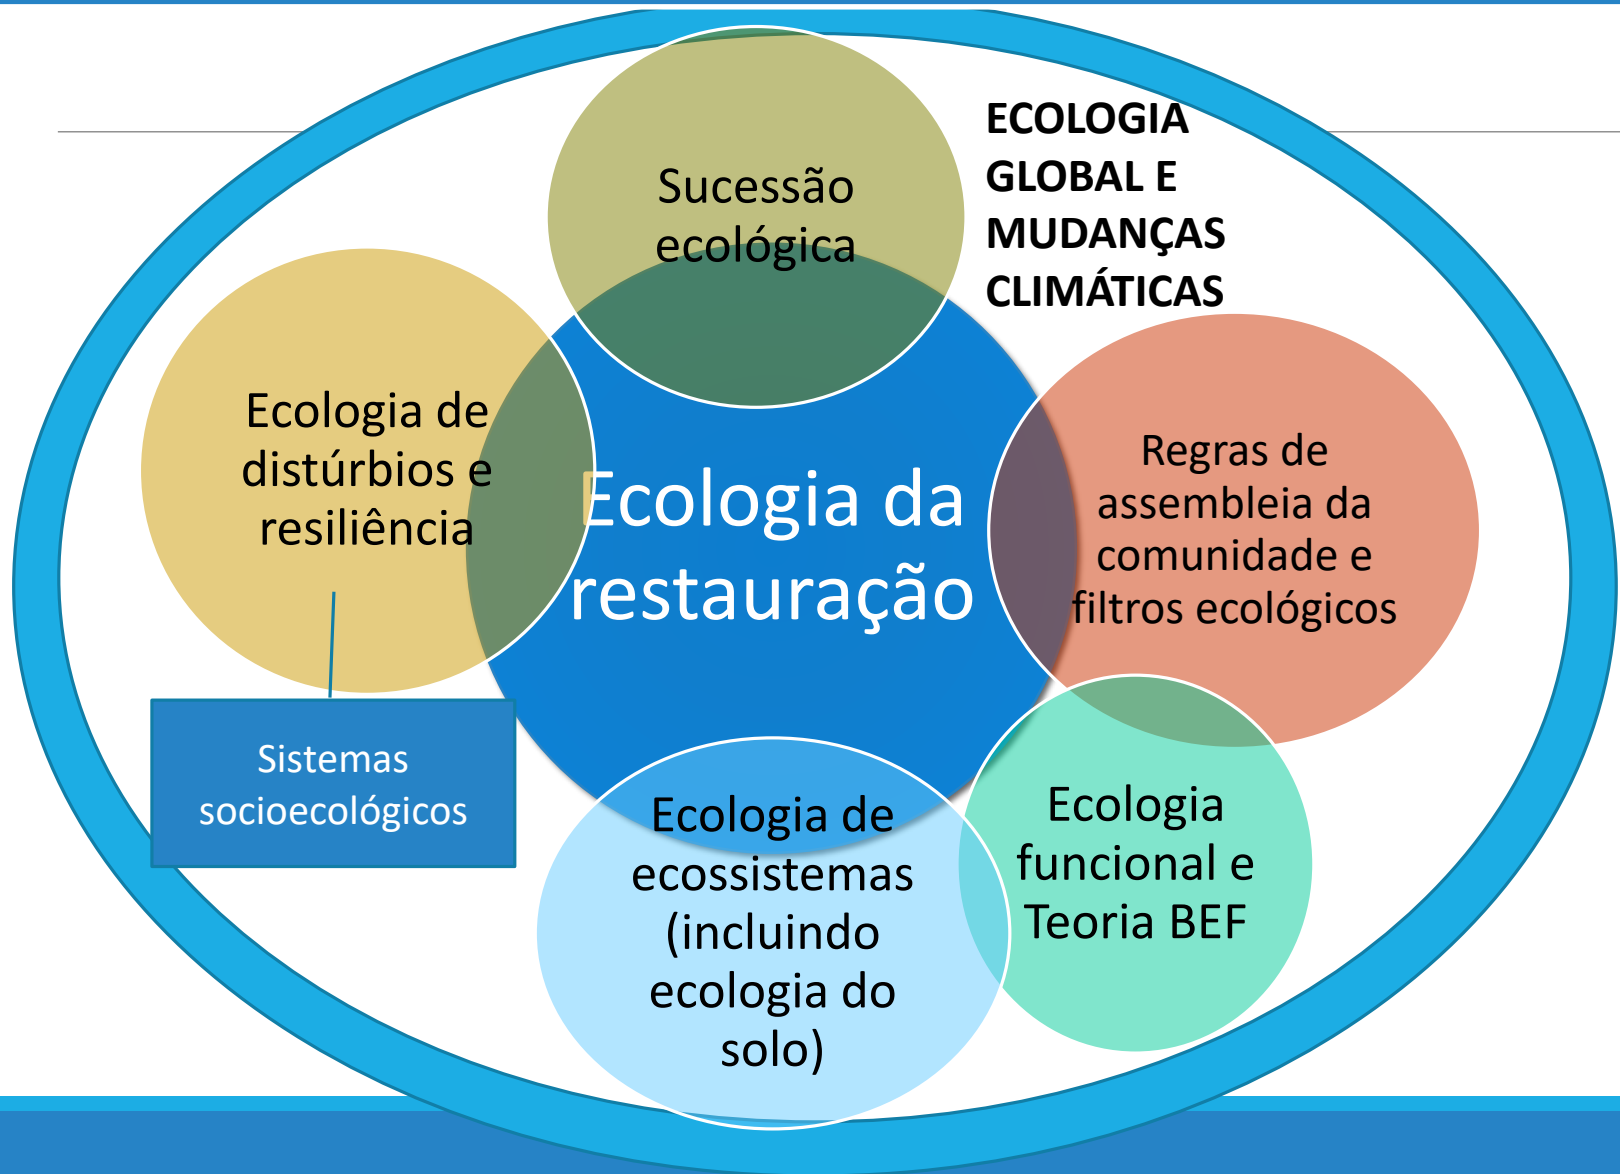 Sucessão
ecológica
ECOLOGIA
GLOBAL E
MUDANÇAS
CLIMÁTICAS
Ecologia de
distúrbios e
resiliência
Ecologia da
restauração
Regras de
assembleia da
comunidade e
filtros ecológicos
Sistemas
socioecológicos
Ecologia de
ecossistemas
(incluindo
ecologia do
solo)
Ecologia
funcional e
Teoria BEF